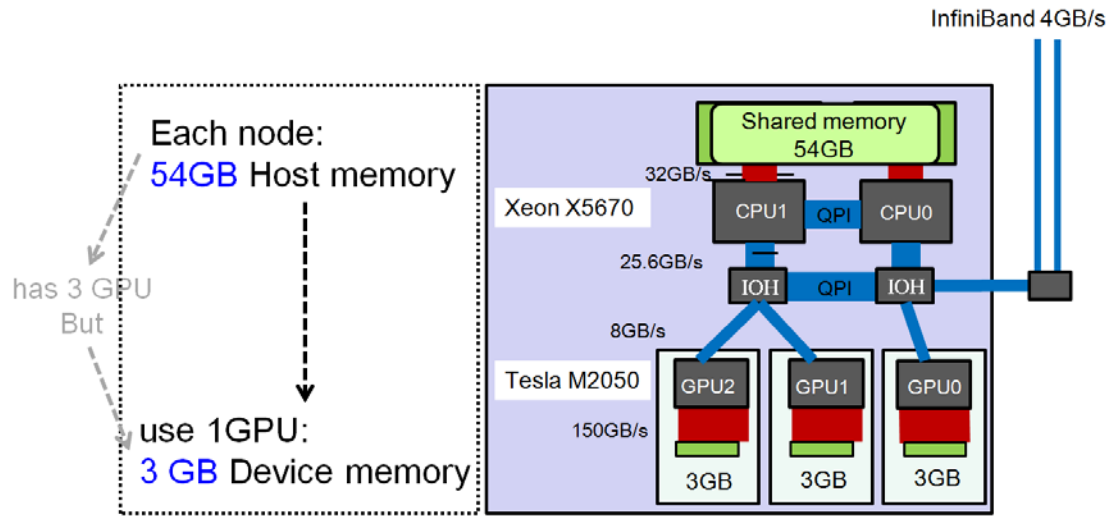 InfiniBand 4GB/s
Each node:
54GB Host memory
has 3 GPU
But
use 1GPU:
3 GB Device memory
Shared memory
54GB
32GB/s
Xeon X5670
CPU1
QPI
CPU0
25.6GB/s
IOH
QPI
IOH
8GB/s
Tesla M2050
GPU2
GPU1
GPU0
150GB/s
3GB
3GB
3GB